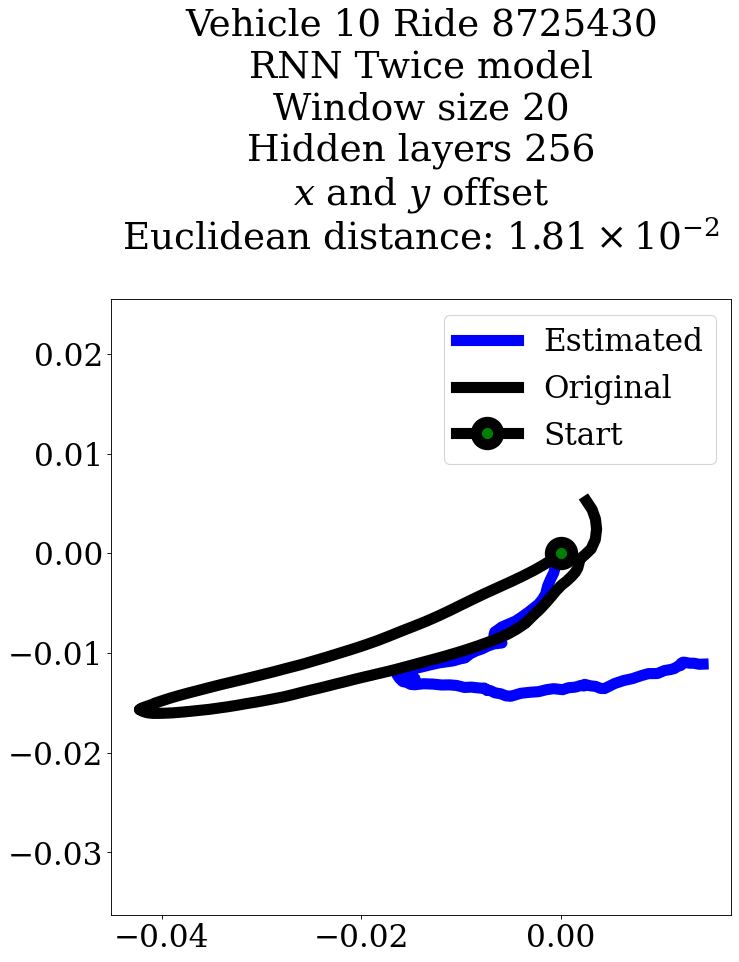 Vehicle 10 Ride 8725430
RNN Twice model
Window size 20
Hidden layers 256
x and y offset
Euclidean distance: 1.81 × 10⁻²
Estimated
Original
Start
0.02
0.01
0.00
−0.01
−0.02
−0.03
−0.04
−0.02
0.00